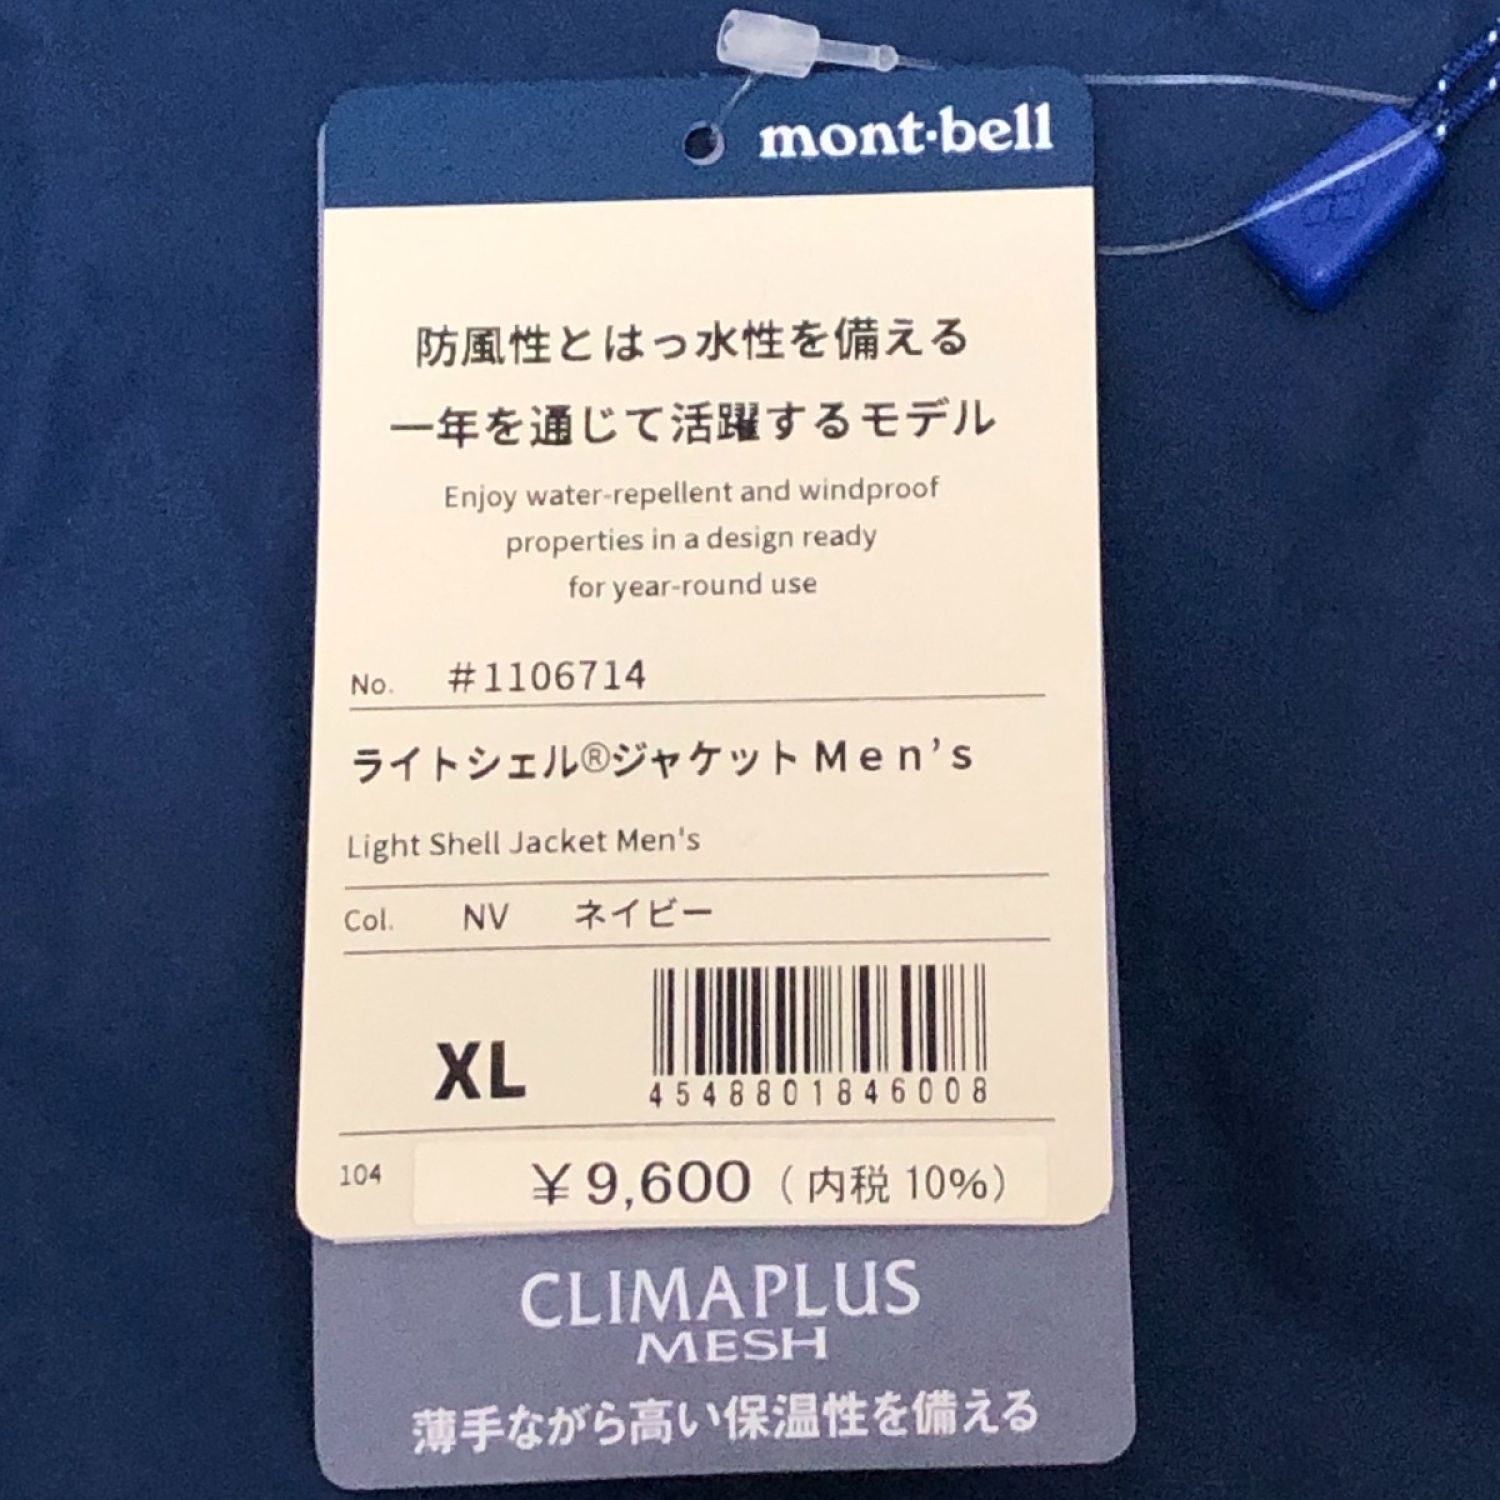 mont·bell
防風性とはっ水性を備える
一年を通じて活躍するモデル
Enjoy water-repellent and windproof
properties in a design ready
for year-round use
No. #1106714
ライトシェル®ジャケットＭｅｎ’ｓ
Light Shell Jacket Men's
Col. NV ネイビー
XL
4548801846008
104 ￥9,600（内税 10%）
CLIMAPLUS
MESH
薄手ながら高い保温性を備える